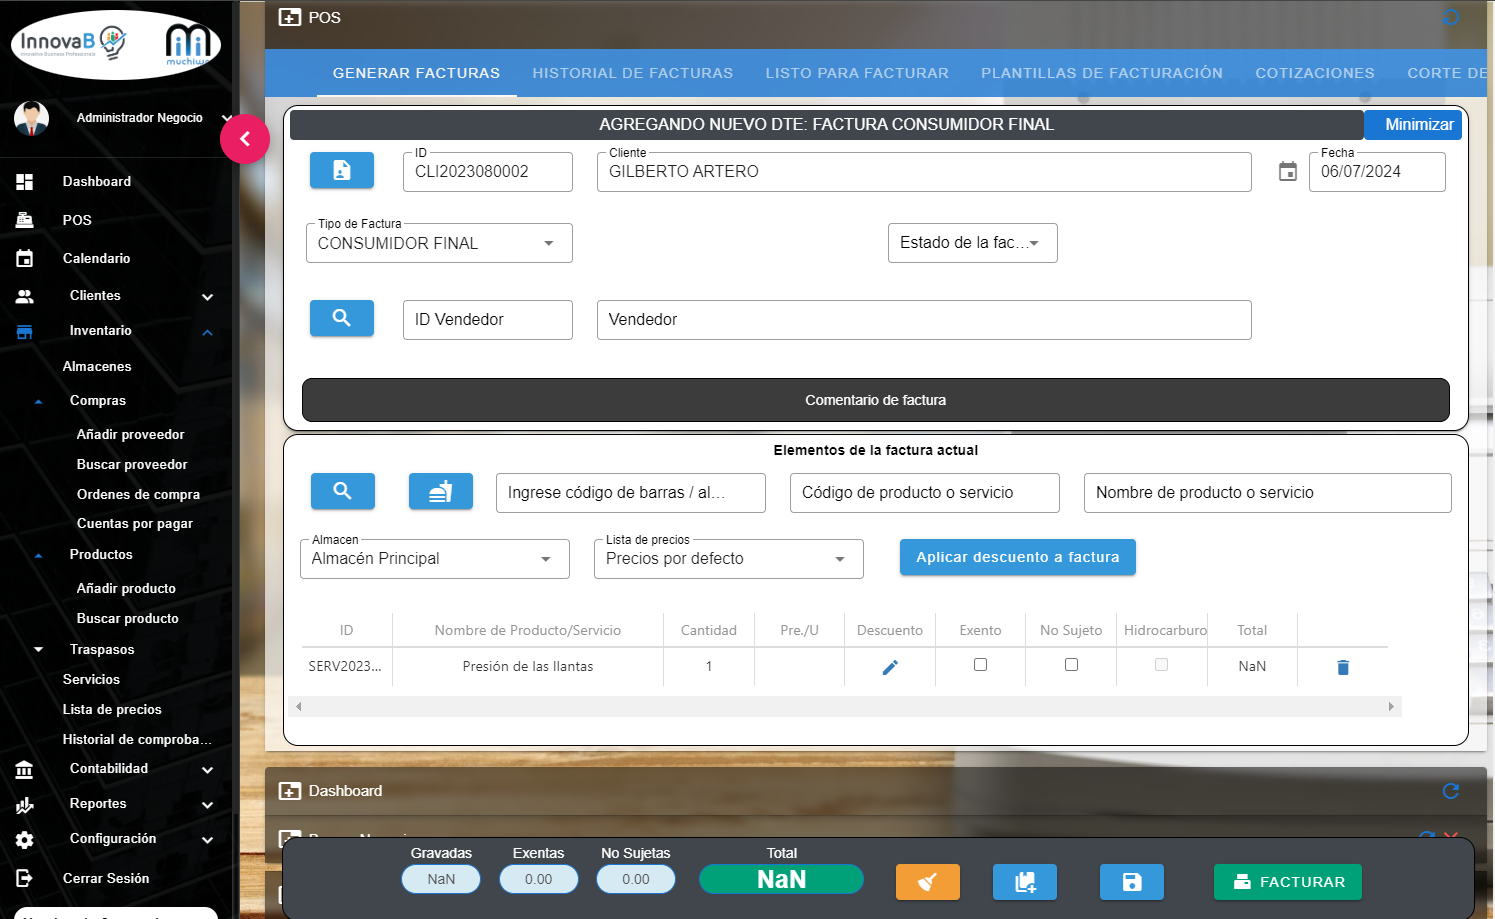 InnovaB
muchiwa
Administrador Negocio
Dashboard
POS
Calendario
Clientes
Inventario
Almacenes
Compras
Añadir proveedor
Buscar proveedor
Ordenes de compra
Cuentas por pagar
Productos
Añadir producto
Buscar producto
Traspasos
Servicios
Lista de precios
Historial de comproba...
Contabilidad
Reportes
Configuración
Cerrar Sesión
POS
GENERAR FACTURAS HISTORIAL DE FACTURAS LISTO PARA FACTURAR PLANTILLAS DE FACTURACIÓN COTIZACIONES CORTE DE
AGREGANDO NUEVO DTE: FACTURA CONSUMIDOR FINAL Minimizar
ID Cliente Fecha
CLI2023080002 GILBERTO ARTERO 06/07/2024
Tipo de Factura
CONSUMIDOR FINAL Estado de la fac...
ID Vendedor Vendedor
Comentario de factura
Elementos de la factura actual
Ingrese código de barras / al... Código de producto o servicio Nombre de producto o servicio
Almacen Lista de precios
Almacén Principal Precios por defecto Aplicar descuento a factura
ID Nombre de Producto/Servicio Cantidad Pre./U Descuento Exento No Sujeto Hidrocarburo Total
SERV2023... Presión de las llantas 1 NaN
Dashboard
Gravadas Exentas No Sujetas Total
NaN 0.00 0.00 NaN FACTURAR